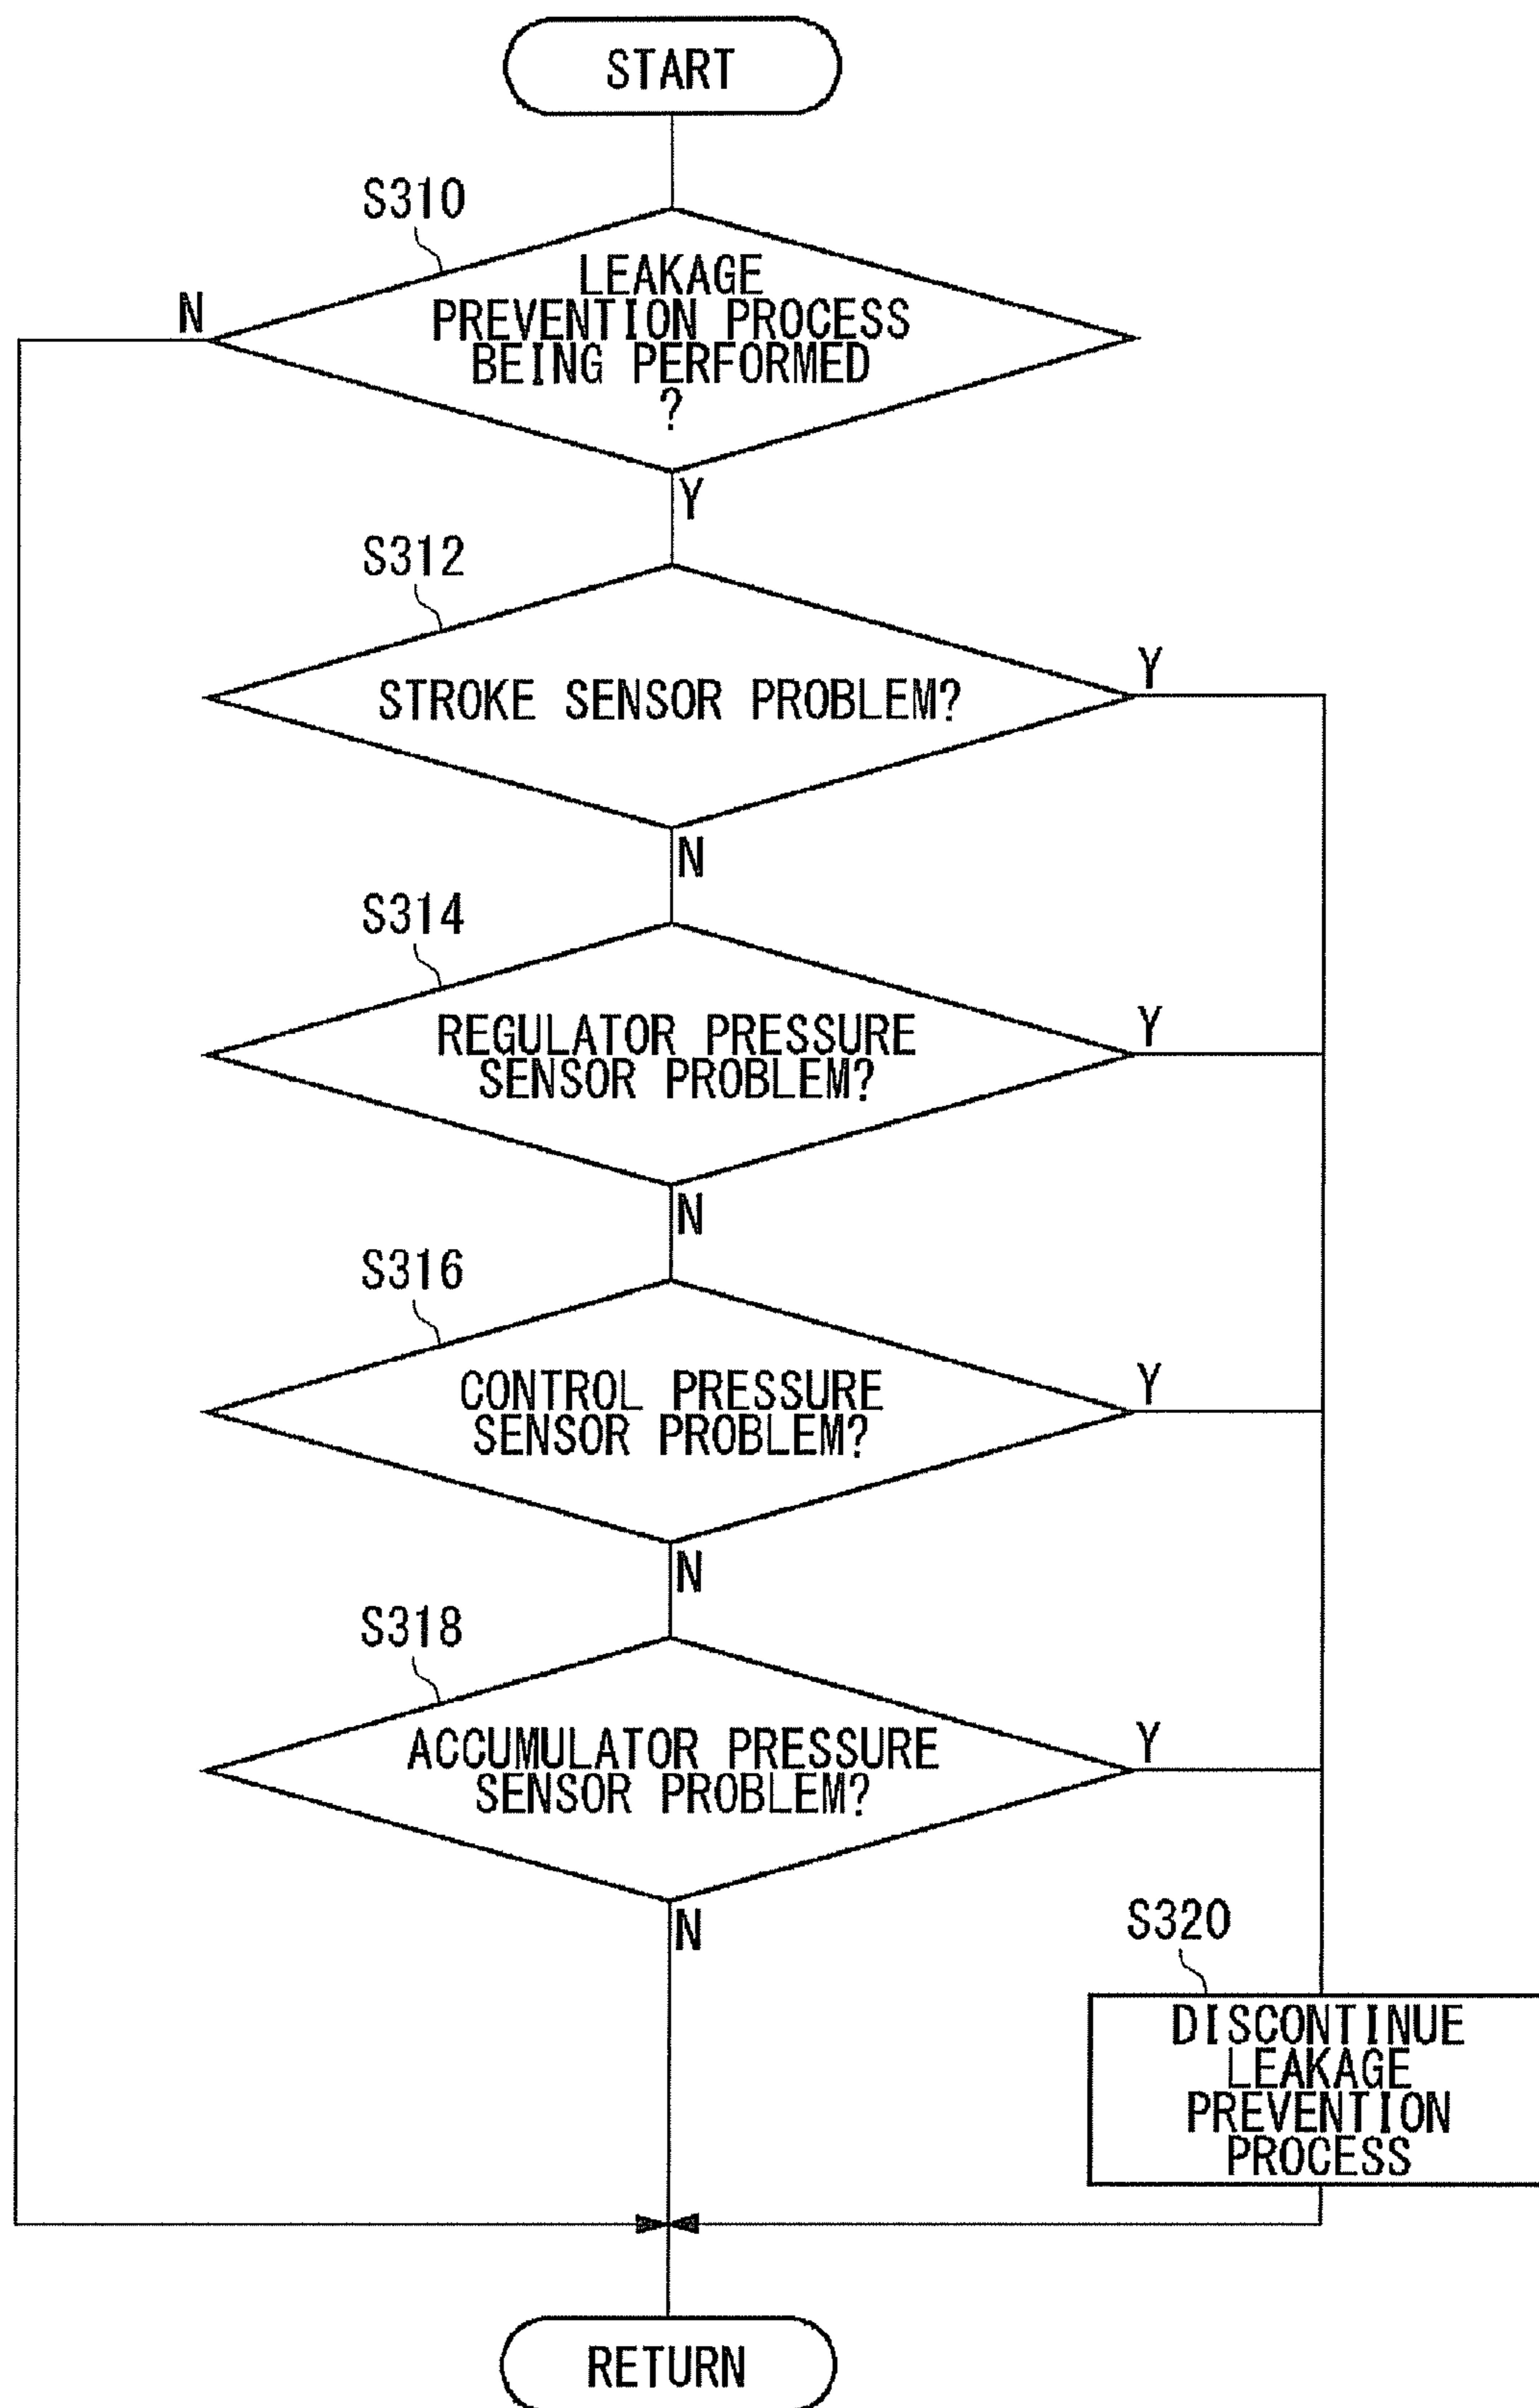 START
S310
LEAKAGE
PREVENTION PROCESS
BEING PERFORMED
?
N
Y
S312
STROKE SENSOR PROBLEM?
Y
N
S314
REGULATOR PRESSURE
SENSOR PROBLEM?
Y
N
S316
CONTROL PRESSURE
SENSOR PROBLEM?
Y
N
S318
ACCUMULATOR PRESSURE
SENSOR PROBLEM?
Y
N
S320
DISCONTINUE
LEAKAGE
PREVENTION
PROCESS
RETURN